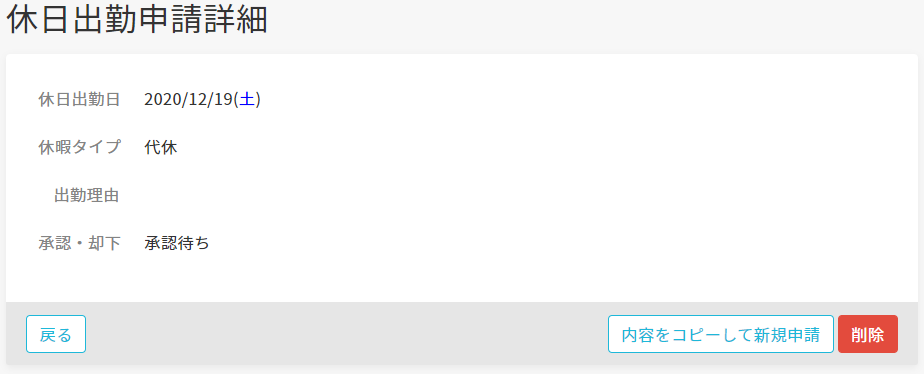 休日出勤申請詳細
休日出勤日 2020/12/19(土)
休暇タイプ 代休
出勤理由
承認・却下 承認待ち
戻る 内容をコピーして新規申請 削除